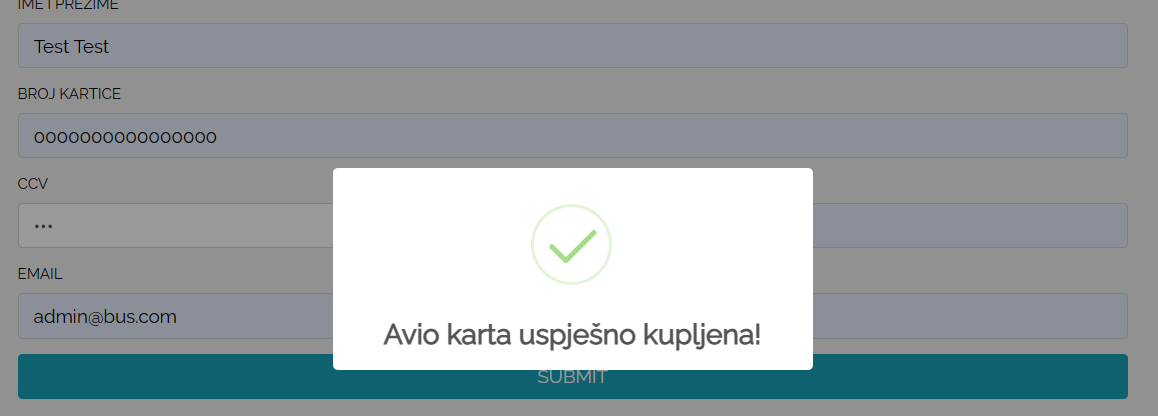 IME I PREZIME
Test Test
BROJ KARTICE
0000000000000000
CCV
•••
EMAIL
admin@bus.com
Avio karta uspješno kupljena!
SUBMIT